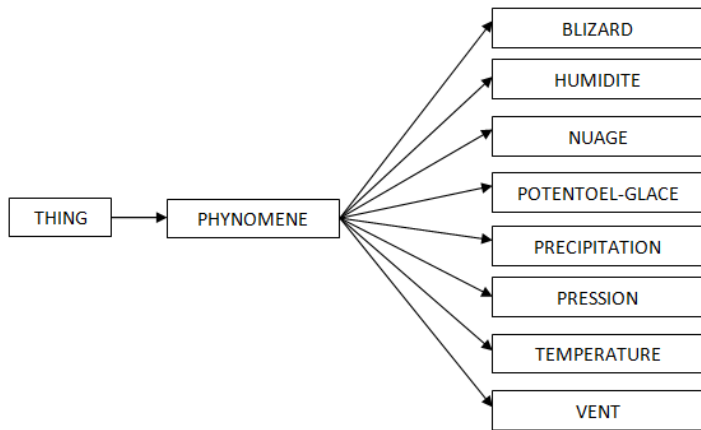 BLIZARD
HUMIDITE
NUAGE
POTENTOEL-GLACE
THING
PHYNOMENE
PRECIPITATION
PRESSION
TEMPERATURE
VENT